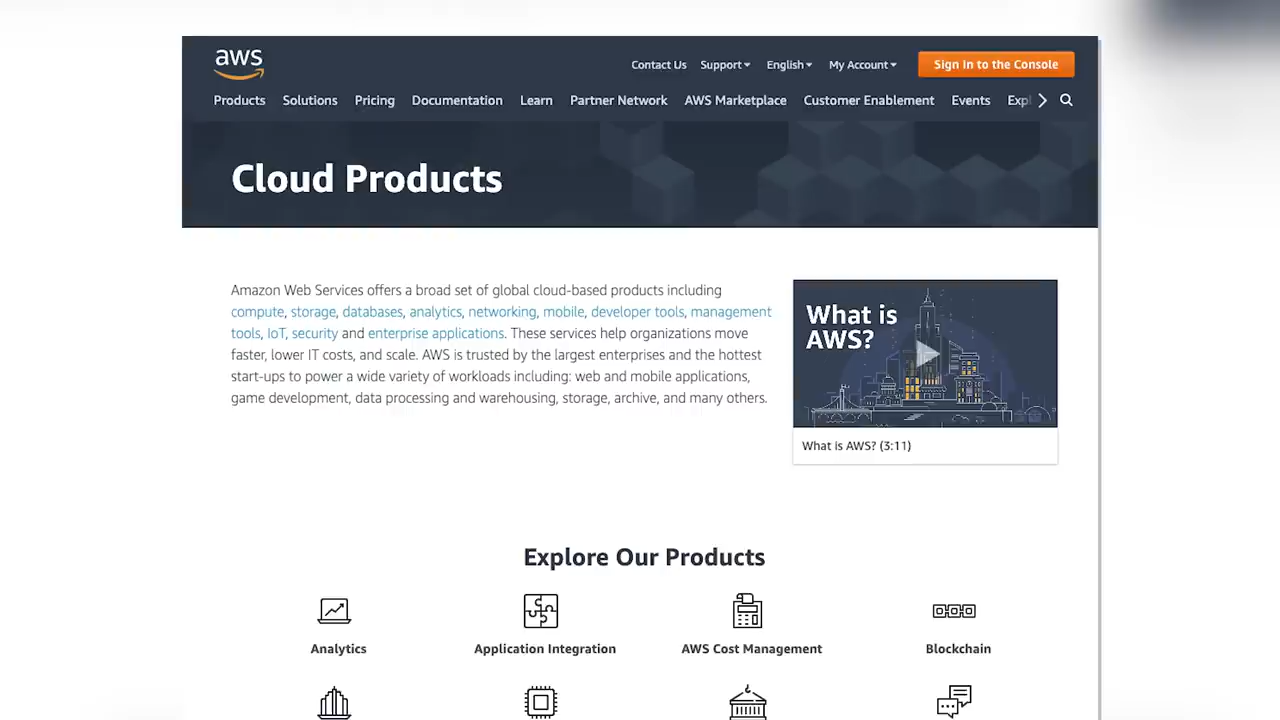 aws
Contact Us Support English My Account Sign In to the Console
Products Solutions Pricing Documentation Learn Partner Network AWS Marketplace Customer Enablement Events Expl
Cloud Products
Amazon Web Services offers a broad set of global cloud-based products including
compute, storage, databases, analytics, networking, mobile, developer tools, management
tools, IoT, security and enterprise applications. These services help organizations move
faster, lower IT costs, and scale. AWS is trusted by the largest enterprises and the hottest
start-ups to power a wide variety of workloads including: web and mobile applications,
game development, data processing and warehousing, storage, archive, and many others.
What is
AWS?
What is AWS? (3:11)
Explore Our Products
Analytics Application Integration AWS Cost Management Blockchain